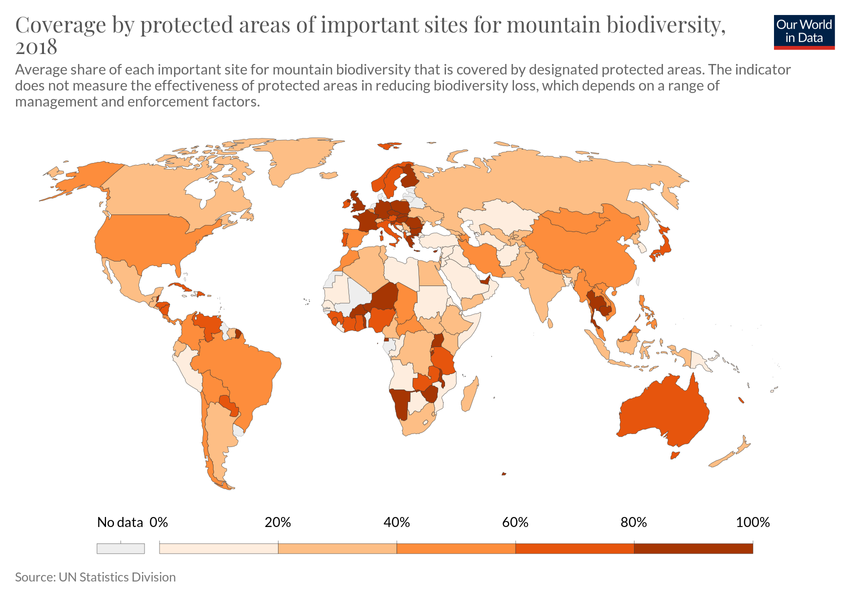 Coverage by protected areas of important sites for mountain biodiversity,
2018
Our World
in Data
Average share of each important site for mountain biodiversity that is covered by designated protected areas. The indicator
does not measure the effectiveness of protected areas in reducing biodiversity loss, which depends on a range of
management and enforcement factors.
No data 0% 20% 40% 60% 80% 100%
Source: UN Statistics Division